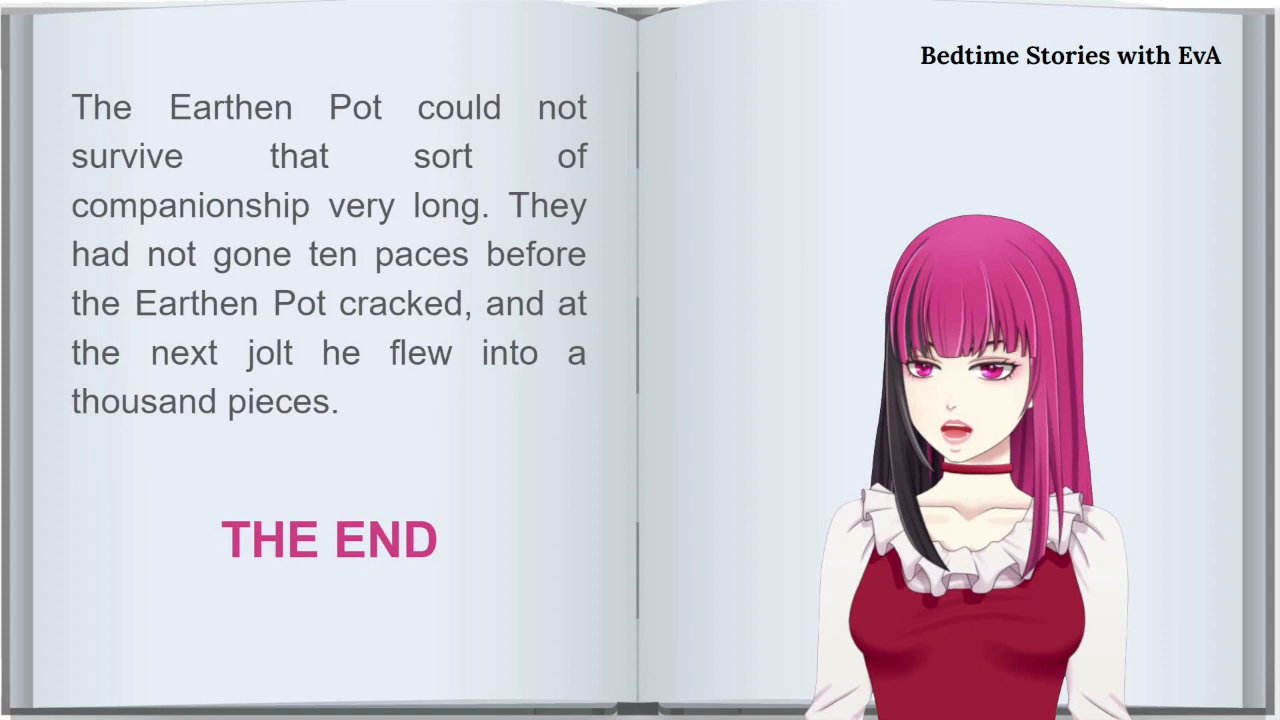 Bedtime Stories with EvA
The Earthen Pot could not
survive that sort of
companionship very long. They
had not gone ten paces before
the Earthen Pot cracked, and at
the next jolt he flew into a
thousand pieces.
THE END